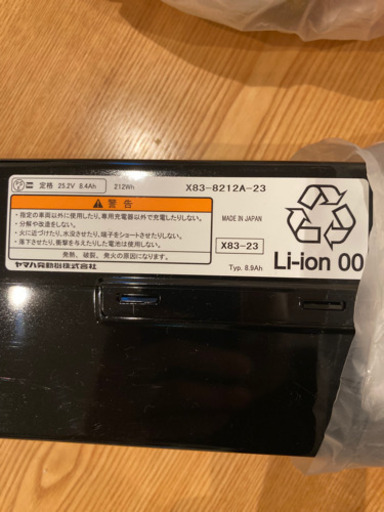 定格 25.2V 8.4Ah 212Wh X83-8212A-23
警告
・指定の車両以外に使用したり、専用充電器以外で充電したりしない。
・分解や改造をしない。
・火に近づけたり、水没させたり、端子をショートさせたりしない。
・落下させたり、衝撃を与えたりした電池は使用しない。
発熱、破裂、発火の原因になります。
ヤマハ発動機株式会社
MADE IN JAPAN
X83-23
Typ. 8.9Ah
Li-ion 00